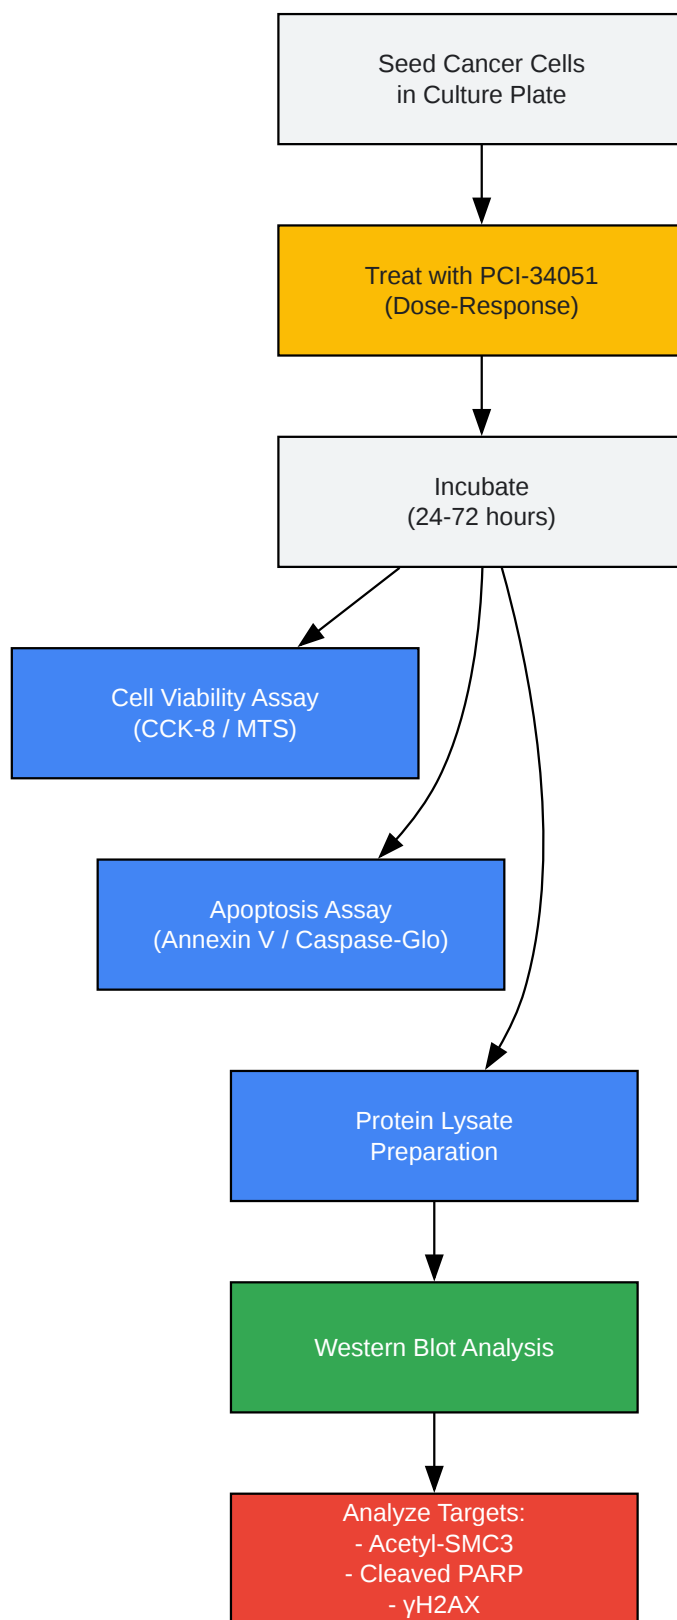 Seed Cancer Cells
in Culture Plate
Treat with PCI-34051
(Dose-Response)
Incubate
(24-72 hours)
Cell Viability Assay
(CCK-8 / MTS)
Apoptosis Assay
(Annexin V / Caspase-Glo)
Protein Lysate
Preparation
Western Blot Analysis
Analyze Targets:
- Acetyl-SMC3
- Cleaved PARP
- γH2AX